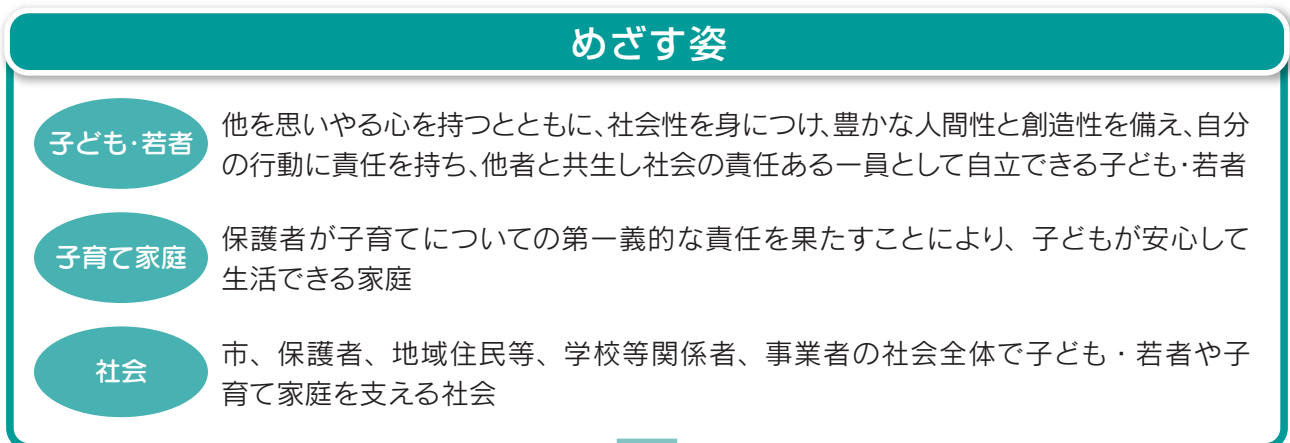 めざす姿
子ども・若者
他を思いやる心を持つとともに、社会性を身につけ、豊かな人間性と創造性を備え、自分
の行動に責任を持ち、他者と共生し社会の責任ある一員として自立できる子ども・若者
子育て家庭
保護者が子育てについての第一義的な責任を果たすことにより、子どもが安心して
生活できる家庭
社会
市、保護者、地域住民等、学校等関係者、事業者の社会全体で子ども・若者や子
育て家庭を支える社会